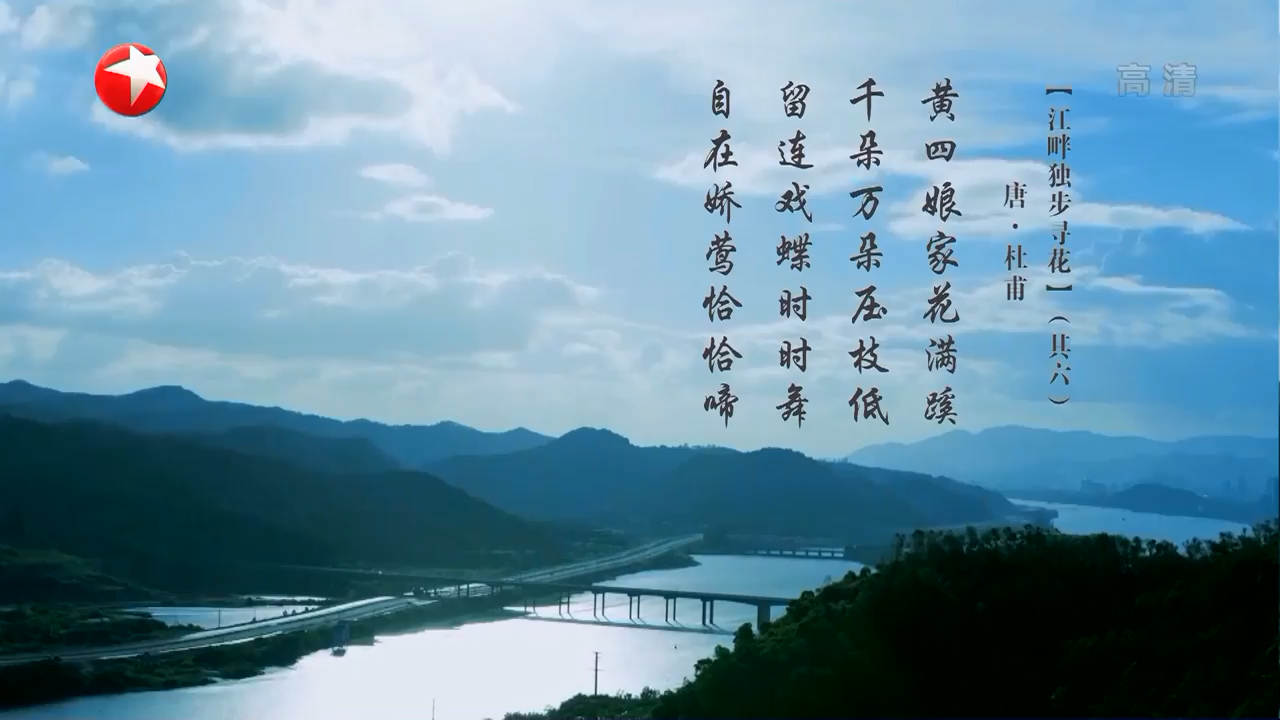 高清
【江畔独步寻花】（其六）
唐·杜甫
黄四娘家花满蹊
千朵万朵压枝低
留连戏蝶时时舞
自在娇莺恰恰啼